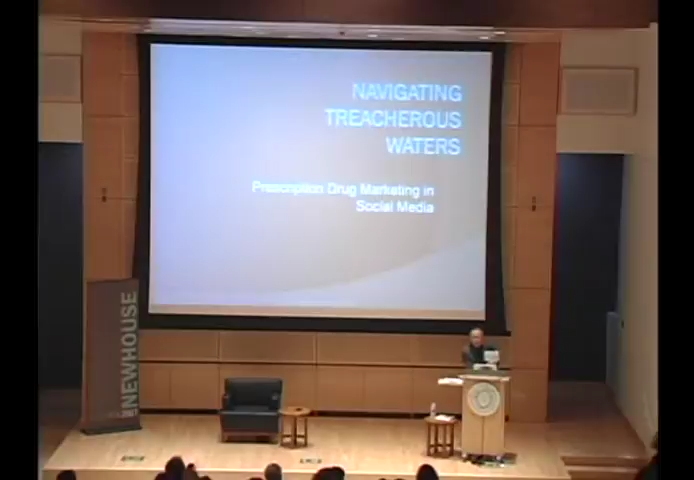 NAVIGATING
TREACHEROUS
WATERS
Prescription Drug Marketing in
Social Media
NEWHOUSE